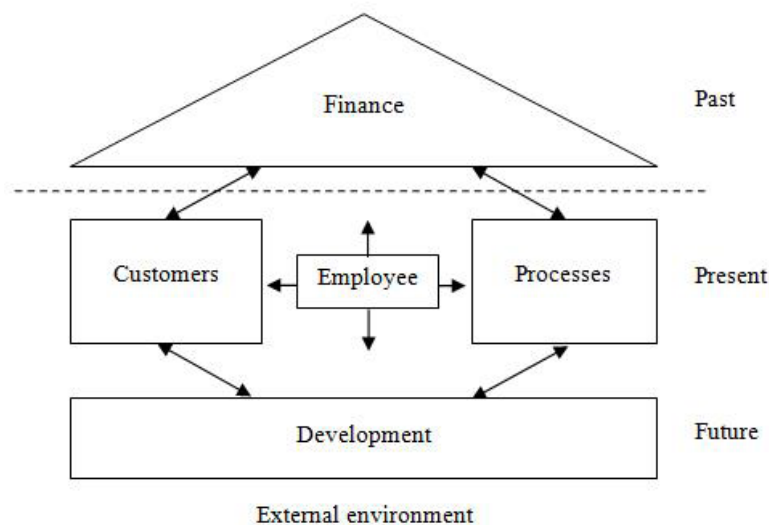 Finance
Past
Customers
Employee
Processes
Present
Development
Future
External environment